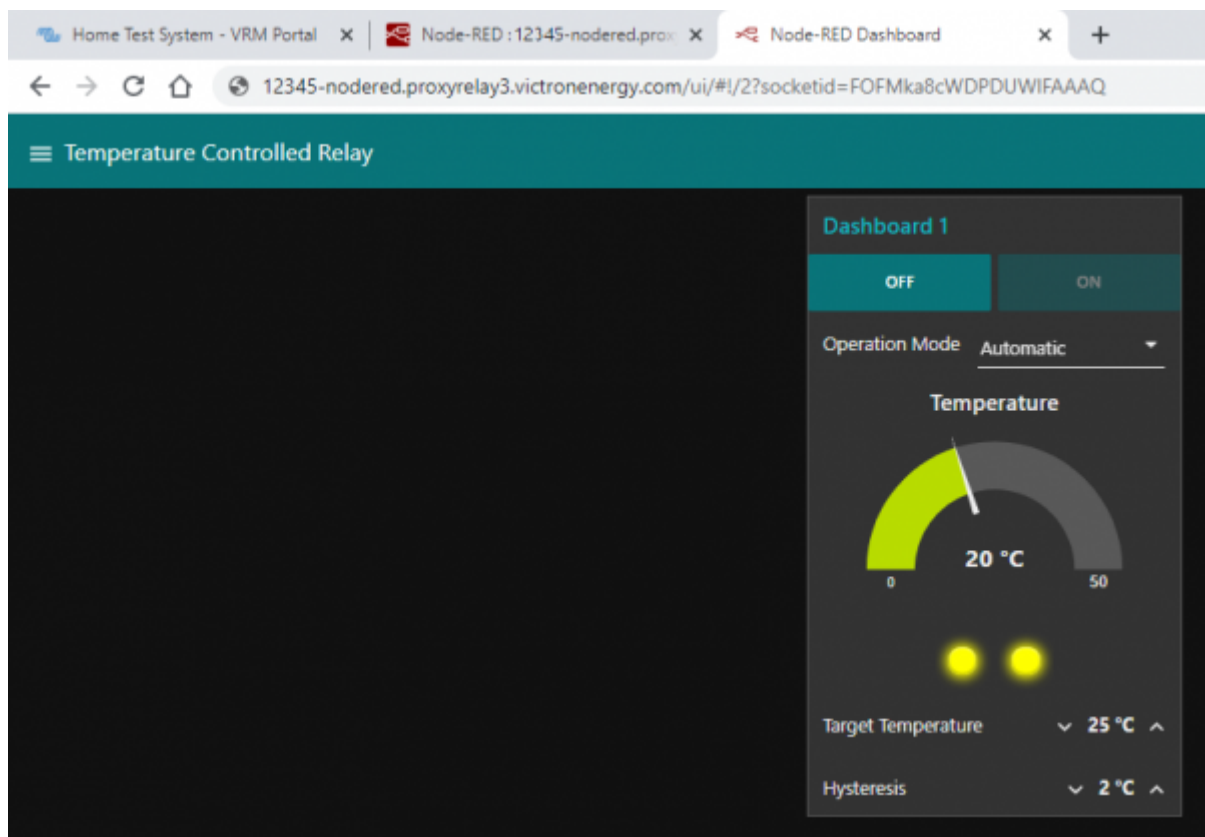 Home Test System - VRM Portal
Node-RED : 12345-nodered.prox
Node-RED Dashboard
12345-nodered.proxyrelay3.victronenergy.com/ui/#!/2?socketid=FOFMka8cWDPDUWIFAAAQ
Temperature Controlled Relay
Dashboard 1
OFF ON
Operation Mode Automatic
Temperature
20 °C
0 50
Target Temperature 25 °C
Hysteresis 2 °C